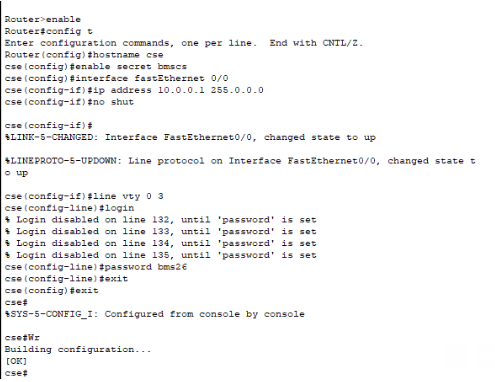 Router>enable
Router#config t
Enter configuration commands, one per line.  End with CNTL/Z.
Router(config)#hostname cse
cse(config)#enable secret bmscs
cse(config)#interface fastEthernet 0/0
cse(config-if)#ip address 10.0.0.1 255.0.0.0
cse(config-if)#no shut
cse(config-if)#
%LINK-5-CHANGED: Interface FastEthernet0/0, changed state to up
%LINEPROTO-5-UPDOWN: Line protocol on Interface FastEthernet0/0, changed state t
o up
cse(config-if)#line vty 0 3
cse(config-line)#login
% Login disabled on line 132, until 'password' is set
% Login disabled on line 133, until 'password' is set
% Login disabled on line 134, until 'password' is set
% Login disabled on line 135, until 'password' is set
cse(config-line)#password bms26
cse(config-line)#exit
cse(config)#exit
cse#
%SYS-5-CONFIG_I: Configured from console by console
cse#Wr
Building configuration...
[OK]
cse#